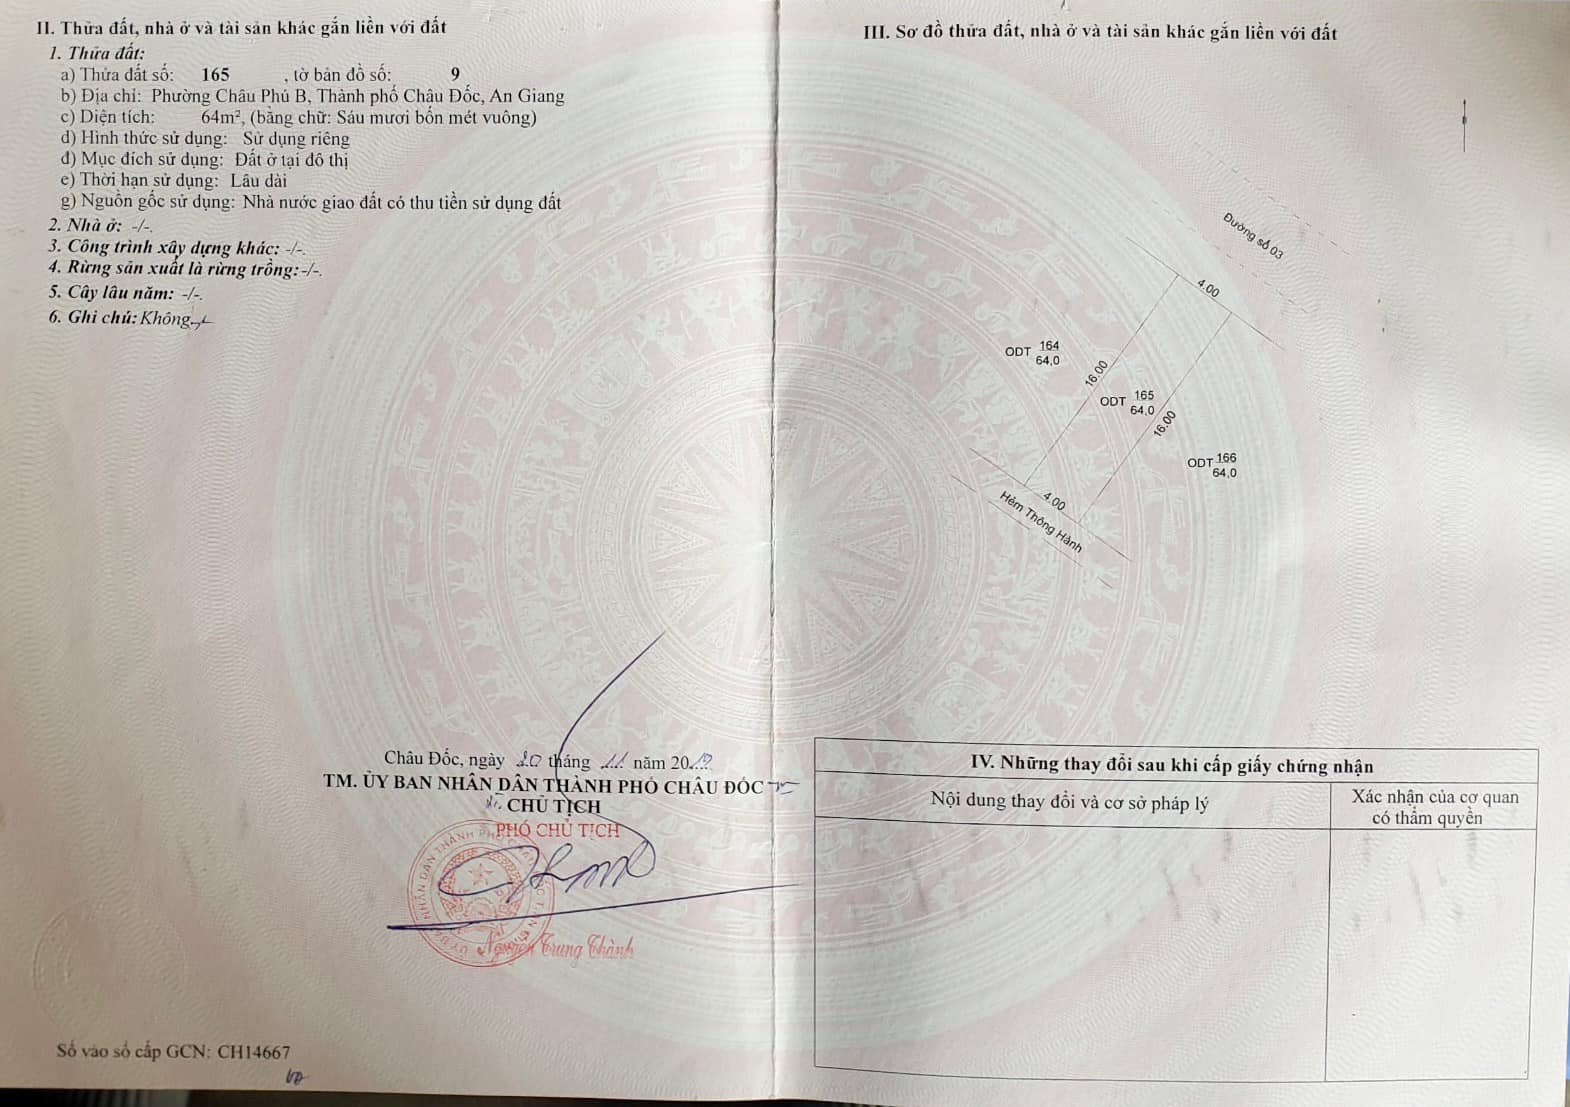 II. Thửa đất, nhà ở và tài sản khác gắn liền với đất
1. Thửa đất:
a) Thửa đất số: 165 , tờ bản đồ số: 9
b) Địa chỉ: Phường Châu Phú B, Thành phố Châu Đốc, An Giang
c) Diện tích: 64m², (bằng chữ: Sáu mươi bốn mét vuông)
d) Hình thức sử dụng: Sử dụng riêng
đ) Mục đích sử dụng: Đất ở tại đô thị
e) Thời hạn sử dụng: Lâu dài
g) Nguồn gốc sử dụng: Nhà nước giao đất có thu tiền sử dụng đất
2. Nhà ở: -/-.
3. Công trình xây dựng khác: -/-.
4. Rừng sản xuất là rừng trồng: -/-.
5. Cây lâu năm: -/-.
6. Ghi chú: Không
Châu Đốc, ngày 20 tháng 11 năm 20
TM. ỦY BAN NHÂN DÂN THÀNH PHỐ CHÂU ĐỐC
CHỦ TỊCH
PHÓ CHỦ TỊCH
Nguyễn Trung Thành
Số vào sổ cấp GCN: CH14667
III. Sơ đồ thửa đất, nhà ở và tài sản khác gắn liền với đất
Đường số 03
4.00
ODT 164
64,0
16.00
ODT 165
64,0
16.00
ODT 166
64,0
4.00
Hẻm Thông Hành
IV. Những thay đổi sau khi cấp giấy chứng nhận
Nội dung thay đổi và cơ sở pháp lý
Xác nhận của cơ quan
có thẩm quyền